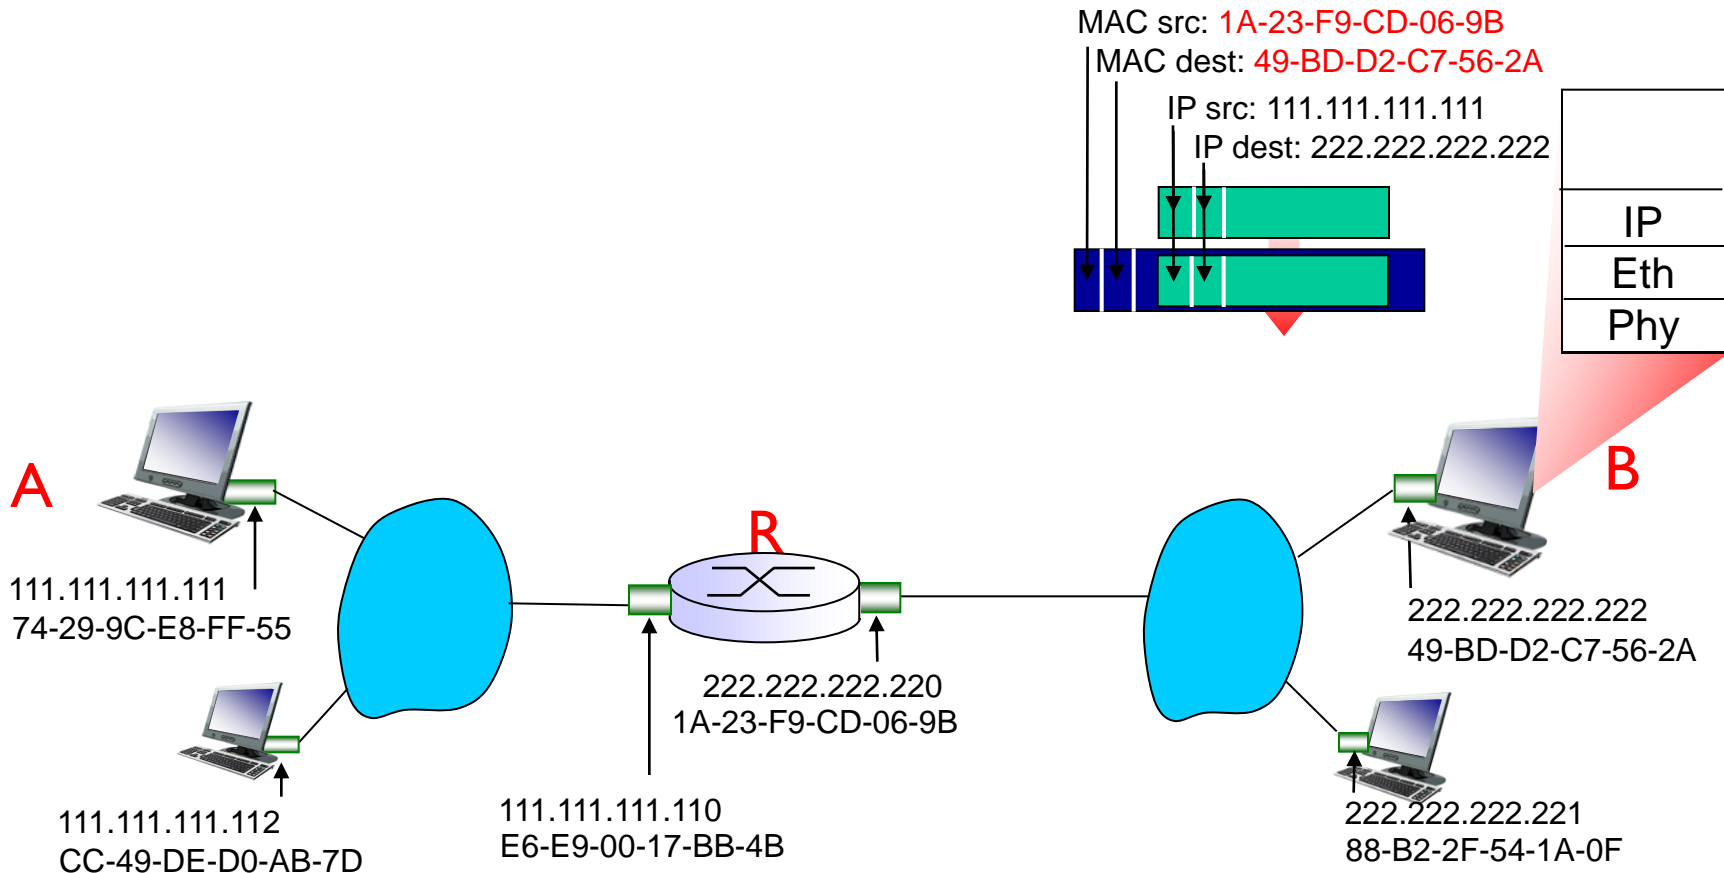 MAC src: 1A-23-F9-CD-06-9B
MAC dest: 49-BD-D2-C7-56-2A
IP src: 111.111.111.111
IP dest: 222.222.222.222
IP
Eth
Phy
A
B
R
111.111.111.111
74-29-9C-E8-FF-55
222.222.222.222
49-BD-D2-C7-56-2A
222.222.222.220
1A-23-F9-CD-06-9B
111.111.111.112
CC-49-DE-D0-AB-7D
111.111.111.110
E6-E9-00-17-BB-4B
222.222.222.221
88-B2-2F-54-1A-0F